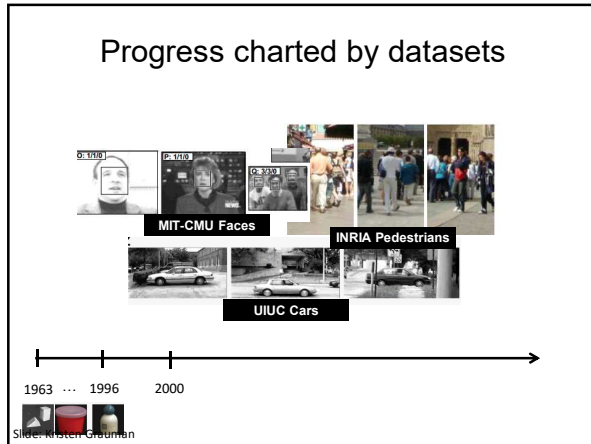 Progress charted by datasets
O: 1/1/0
P: 1/1/0
Q: 3/3/0
NEWS
MIT-CMU Faces
INRIA Pedestrians
UIUC Cars
1963 … 1996 2000
Slide: Kristen Grauman